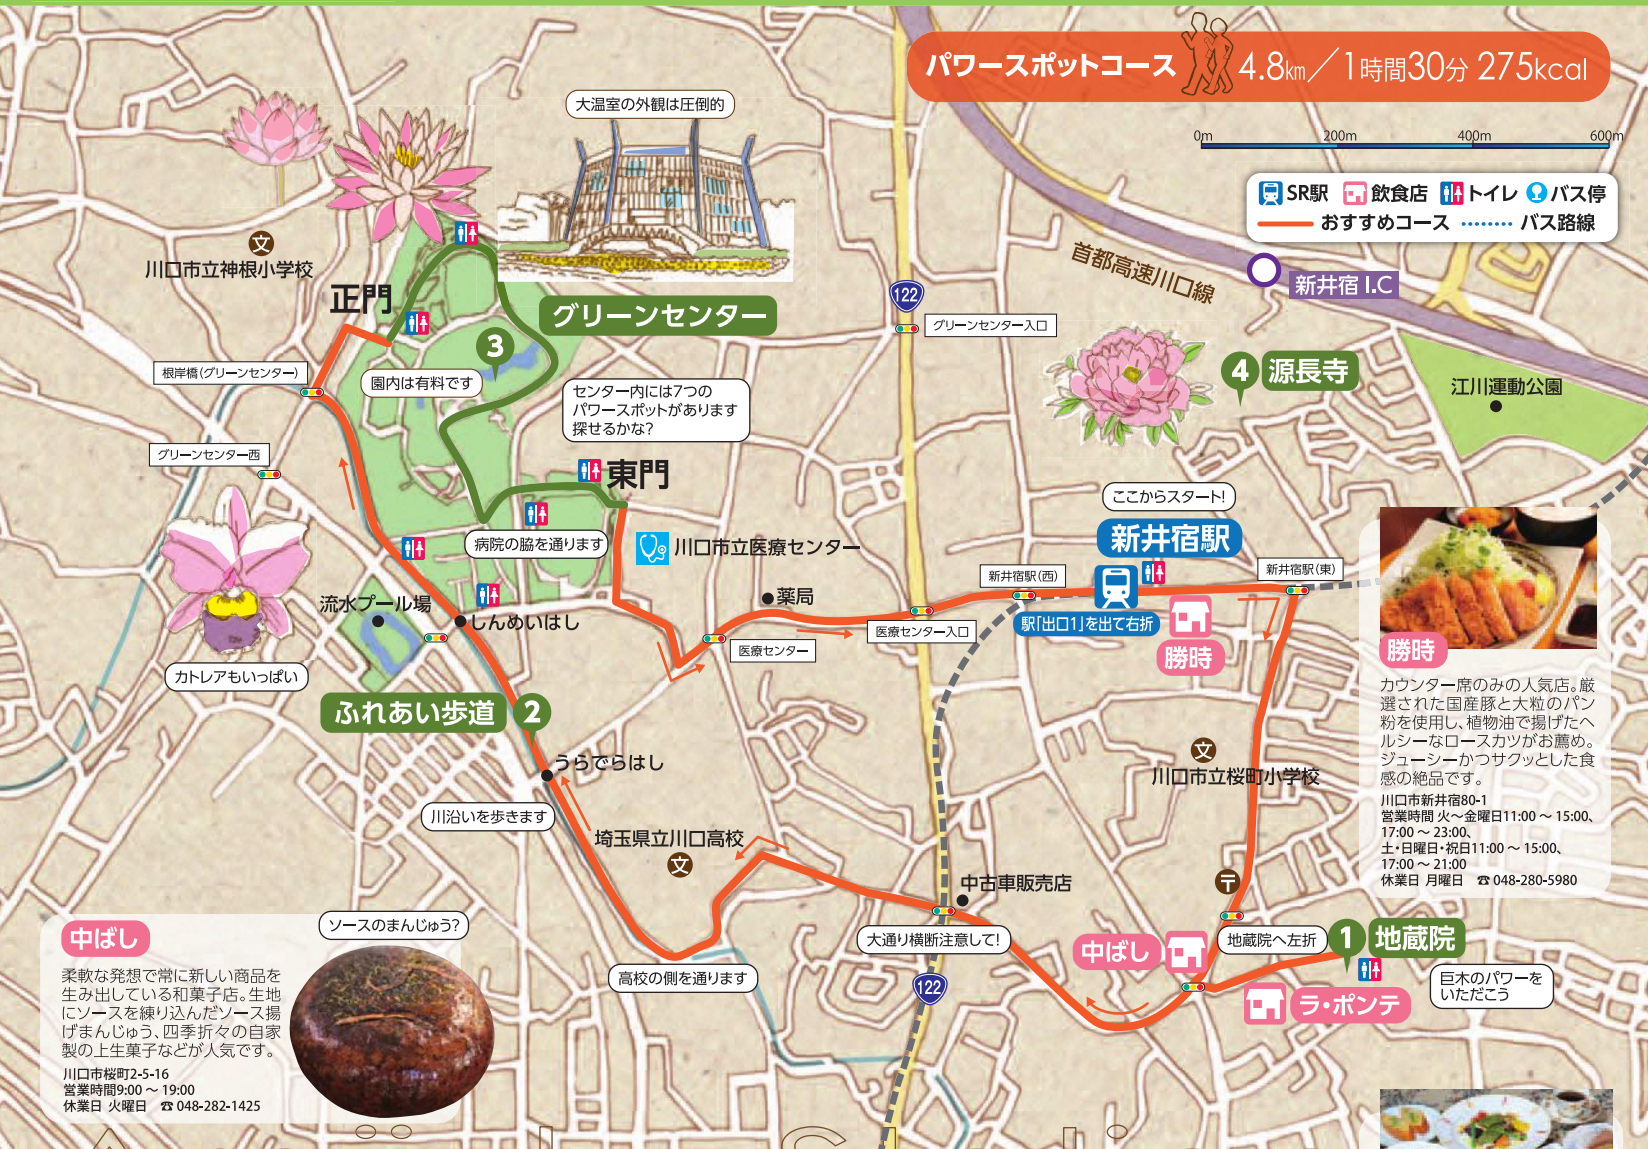 パワースポットコース 4.8km／1時間30分 275kcal
0m 200m 400m 600m
SR駅 飲食店 トイレ バス停
おすすめコース バス路線
大温室の外観は圧倒的
川口市立神根小学校
正門
グリーンセンター
3
園内は有料です
根岸橋（グリーンセンター）
グリーンセンター西
センター内には7つの
パワースポットがあります
探せるかな?
東門
病院の脇を通ります
川口市立医療センター
122
グリーンセンター入口
首都高速川口線
新井宿 I.C
4 源長寺
江川運動公園
ここからスタート!
新井宿駅
新井宿駅（西）
新井宿駅（東）
駅「出口1」を出て右折
勝時
薬局
医療センター入口
医療センター
流水プール場
しんめいはし
カトレアもいっぱい
ふれあい歩道 2
うらでらはし
川沿いを歩きます
埼玉県立川口高校
高校の側を通ります
中古車販売店
大通り横断注意して!
122
川口市立桜町小学校
中ばし
地蔵院へ左折
1 地蔵院
ラ・ポンテ
巨木のパワーを
いただこう
勝時
カウンター席のみの人気店。厳
選された国産豚と大粒のパン
粉を使用し、植物油で揚げたヘ
ルシーなロースカツがお薦め。
ジューシーかつサクッとした食
感の絶品です。
川口市新井宿80-1
営業時間 火～金曜日11:00 ～ 15:00、
17:00 ～ 23:00、
土・日曜日・祝日11:00 ～ 15:00、
17:00 ～ 21:00
休業日 月曜日 ☎ 048-280-5980
中ばし
ソースのまんじゅう?
柔軟な発想で常に新しい商品を
生み出している和菓子店。生地
にソースを練り込んだソース揚
げまんじゅう、四季折々の自家
製の上生菓子などが人気です。
川口市桜町2-5-16
営業時間9:00 ～ 19:00
休業日 火曜日 ☎ 048-282-1425